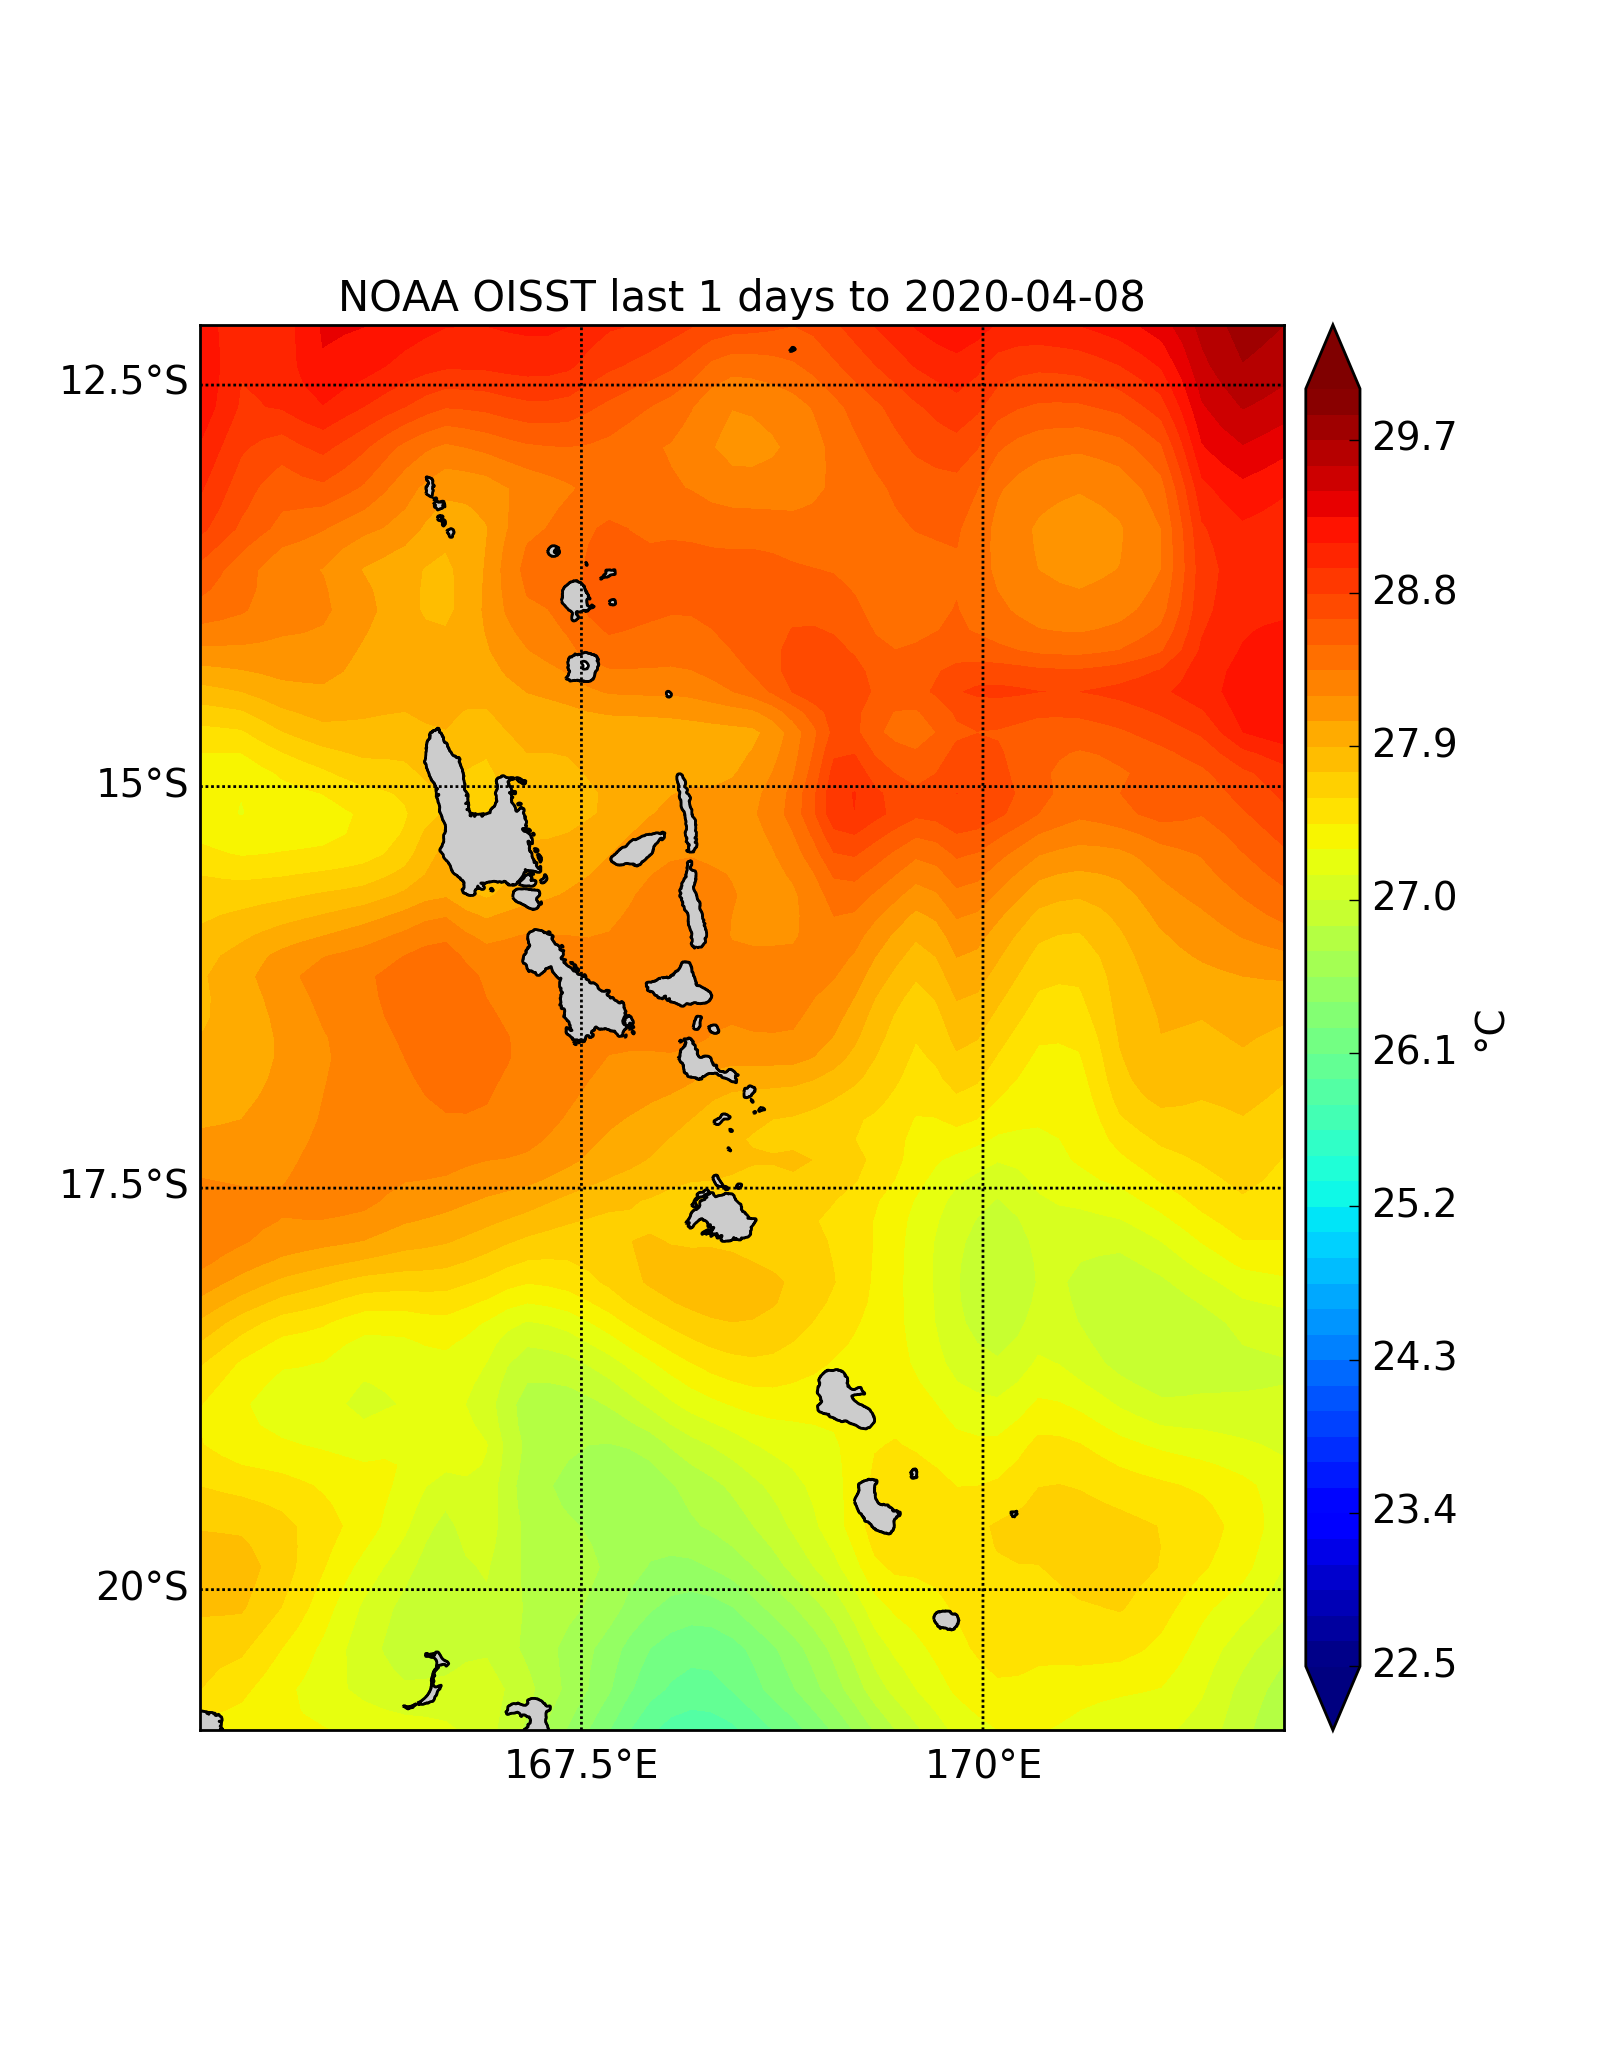 NOAA OISST last 1 days to 2020-04-08
12.5°S
15°S
17.5°S
20°S
167.5°E
170°E
29.7
28.8
27.9
27.0
26.1
25.2
24.3
23.4
22.5
°C